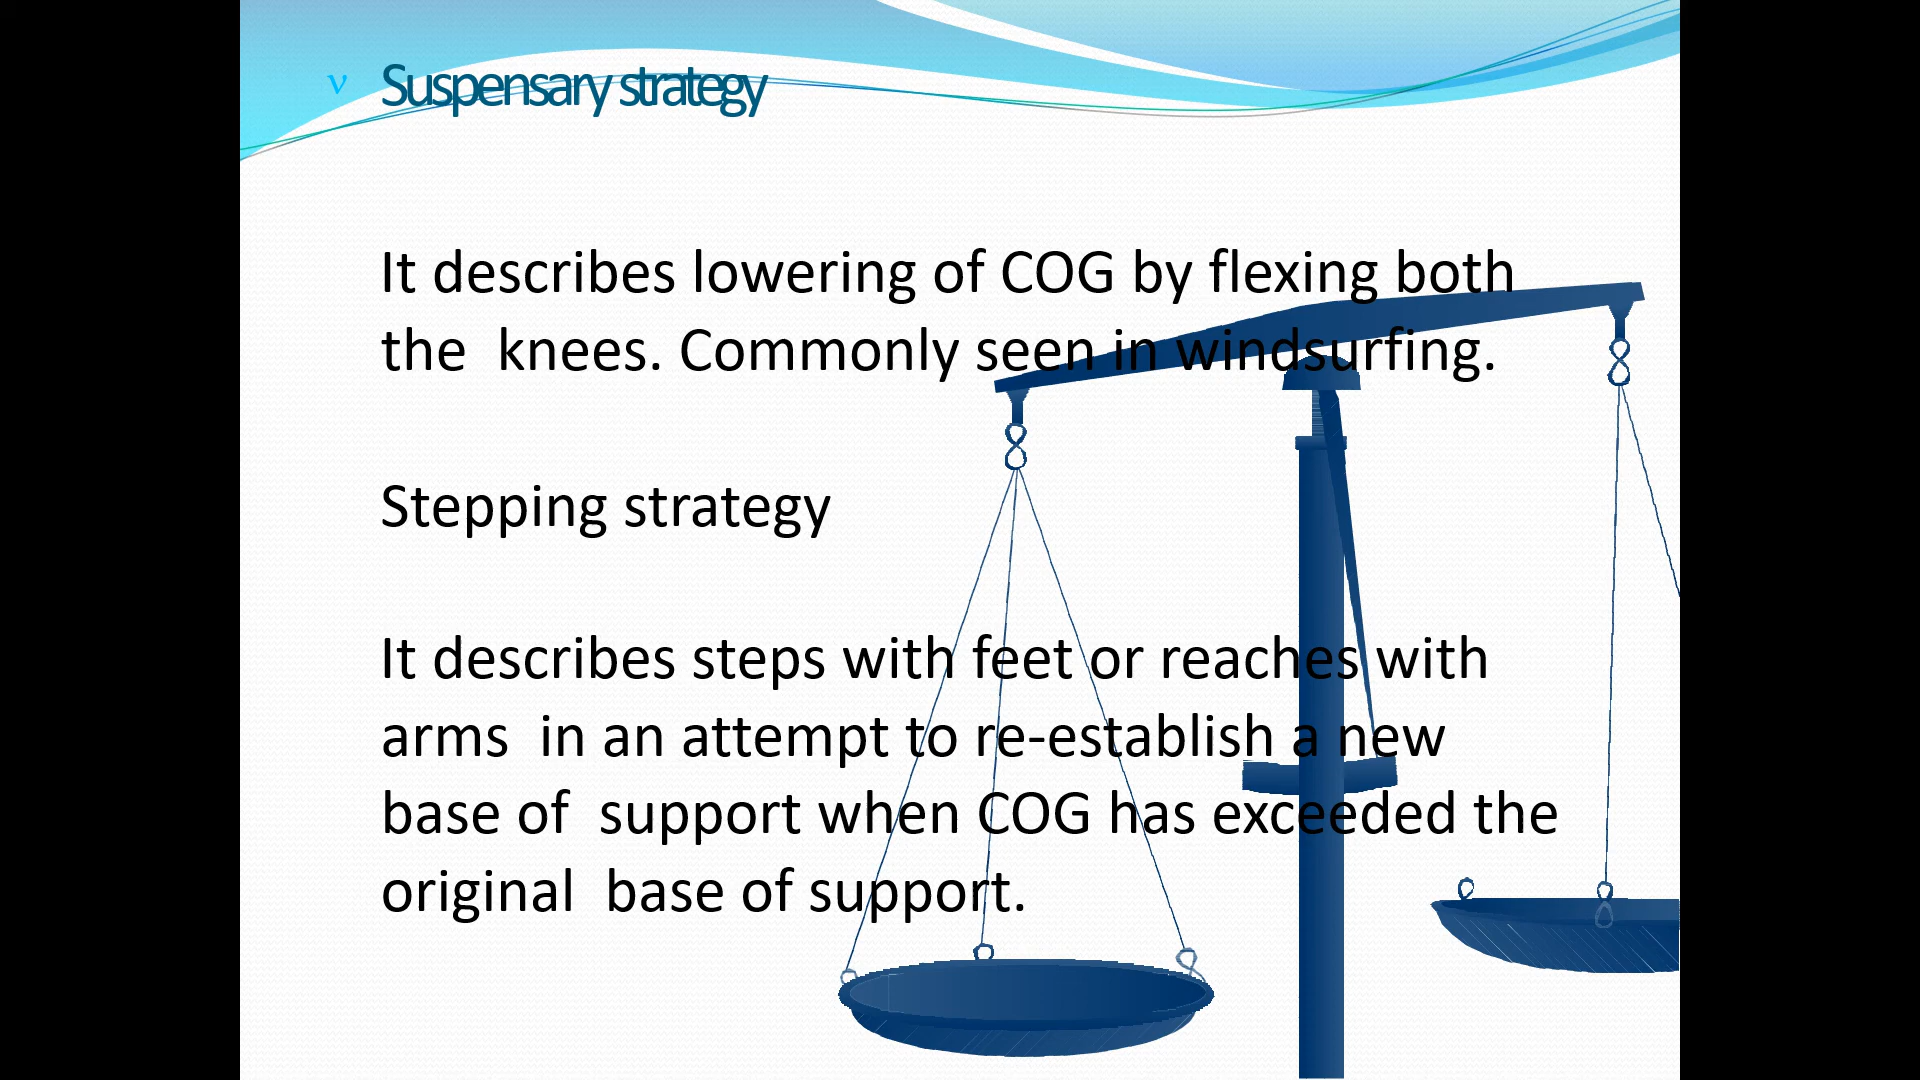 ν Suspensary strategy
It describes lowering of COG by flexing both
the  knees. Commonly seen in windsurfing.
Stepping strategy
It describes steps with feet or reaches with
arms  in an attempt to re-establish a new
base of  support when COG has exceeded the
original  base of support.